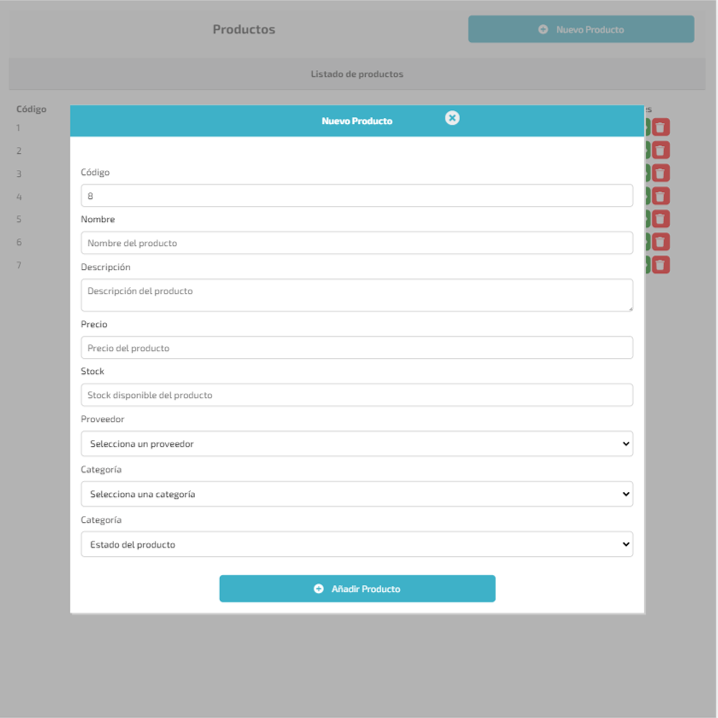 Productos
Nuevo Producto
Listado de productos
Código
1
2
3
4
5
6
7
Nuevo Producto
Código
8
Nombre
Nombre del producto
Descripción
Descripción del producto
Precio
Precio del producto
Stock
Stock disponible del producto
Proveedor
Selecciona un proveedor
Categoría
Selecciona una categoría
Categoría
Estado del producto
Añadir Producto